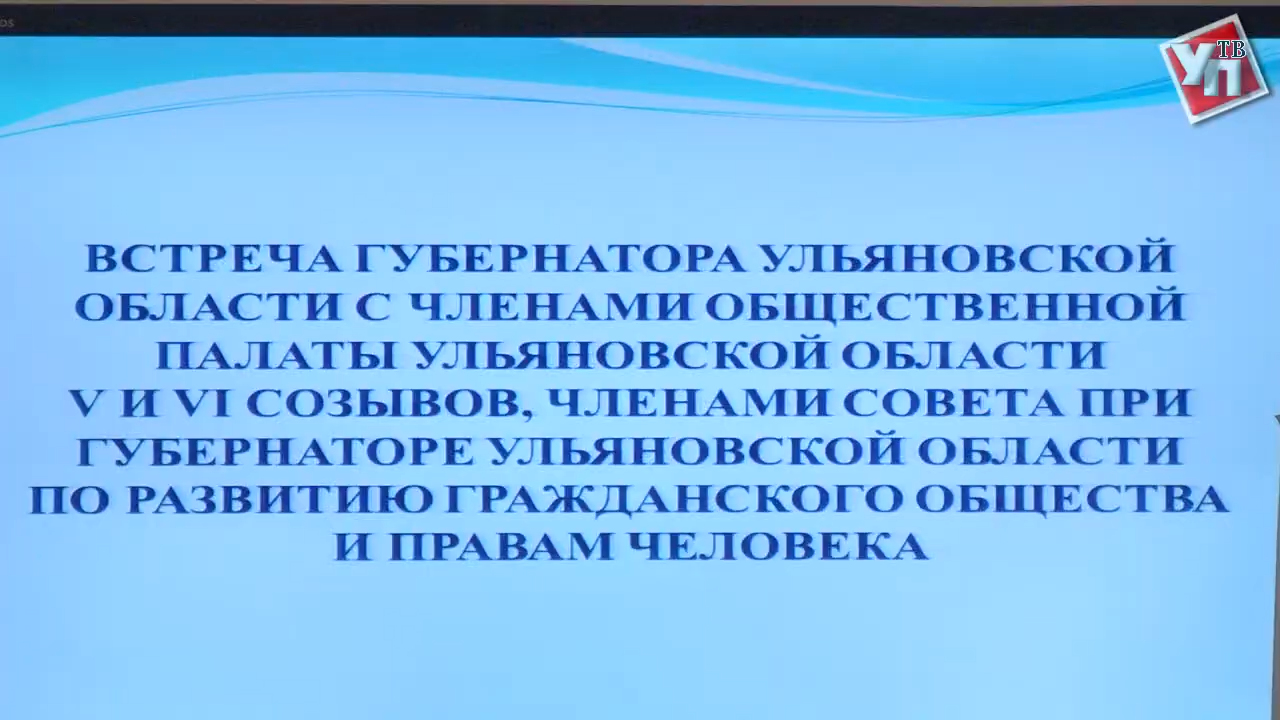 os
УП
ТВ
ВСТРЕЧА ГУБЕРНАТОРА УЛЬЯНОВСКОЙ
ОБЛАСТИ С ЧЛЕНАМИ ОБЩЕСТВЕННОЙ
ПАЛАТЫ УЛЬЯНОВСКОЙ ОБЛАСТИ
V И VI СОЗЫВОВ, ЧЛЕНАМИ СОВЕТА ПРИ
ГУБЕРНАТОРЕ УЛЬЯНОВСКОЙ ОБЛАСТИ
ПО РАЗВИТИЮ ГРАЖДАНСКОГО ОБЩЕСТВА
И ПРАВАМ ЧЕЛОВЕКА